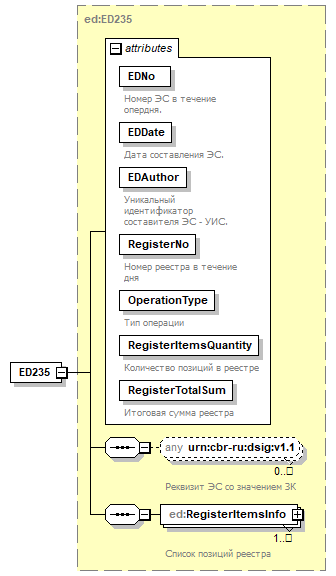 ed:ED235
attributes
EDNo
Номер ЭС в течение
опердня.
EDDate
Дата составления ЭС.
EDAuthor
Уникальный
идентификатор
составителя ЭС - УИС.
RegisterNo
Номер реестра в течение
дня
OperationType
Тип операции
RegisterItemsQuantity
Количество позиций в реестре
RegisterTotalSum
Итоговая сумма реестра
ED235
any urn:cbr-ru:dsig:v1.1
0..□
Реквизит ЭС со значением ЗК
ed:RegisterItemsInfo
1..□
Список позиций реестра